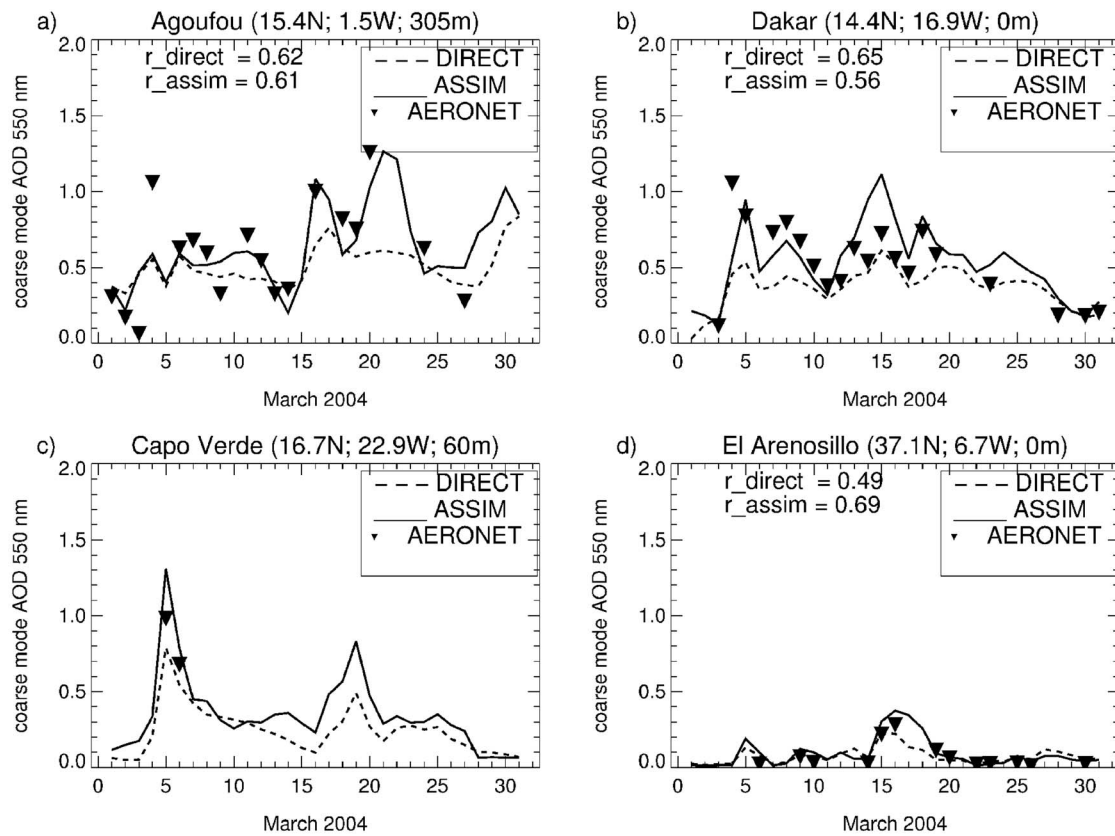 a) Agoufou (15.4N; 1.5W; 305m)
2.0
r_direct = 0.62
r_assim = 0.61
DIRECT
ASSIM
AERONET
1.5
1.0
0.5
0.0
coarse mode AOD 550 nm
0 5 10 15 20 25 30
March 2004
b) Dakar (14.4N; 16.9W; 0m)
2.0
r_direct = 0.65
r_assim = 0.56
DIRECT
ASSIM
AERONET
1.5
1.0
0.5
0.0
coarse mode AOD 550 nm
0 5 10 15 20 25 30
March 2004
c) Capo Verde (16.7N; 22.9W; 60m)
2.0
DIRECT
ASSIM
AERONET
1.5
1.0
0.5
0.0
coarse mode AOD 550 nm
0 5 10 15 20 25 30
March 2004
d) El Arenosillo (37.1N; 6.7W; 0m)
2.0
r_direct = 0.49
r_assim = 0.69
DIRECT
ASSIM
AERONET
1.5
1.0
0.5
0.0
coarse mode AOD 550 nm
0 5 10 15 20 25 30
March 2004